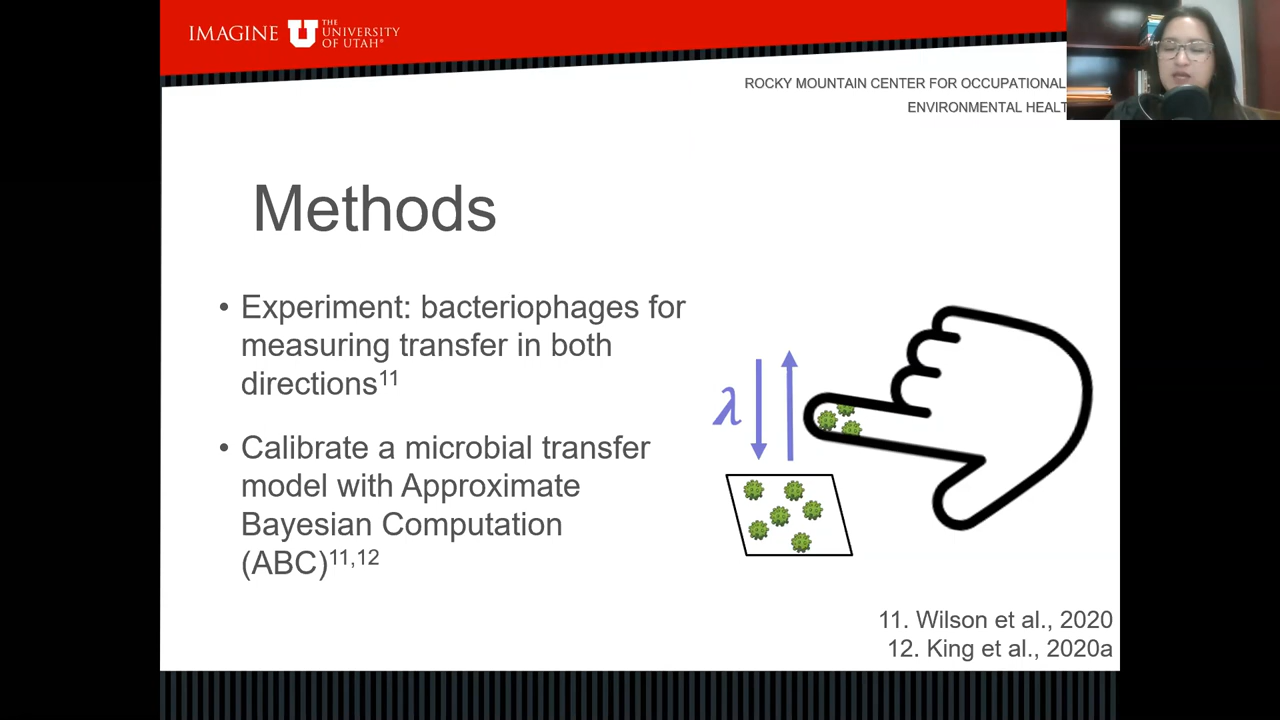 IMAGINE U THE UNIVERSITY OF UTAH®
ROCKY MOUNTAIN CENTER FOR OCCUPATIONAL
ENVIRONMENTAL
Methods
• Experiment: bacteriophages for
measuring transfer in both
directions¹¹
• Calibrate a microbial transfer
model with Approximate
Bayesian Computation
(ABC)¹¹,¹²
λ
11. Wilson et al., 2020
12. King et al., 2020a